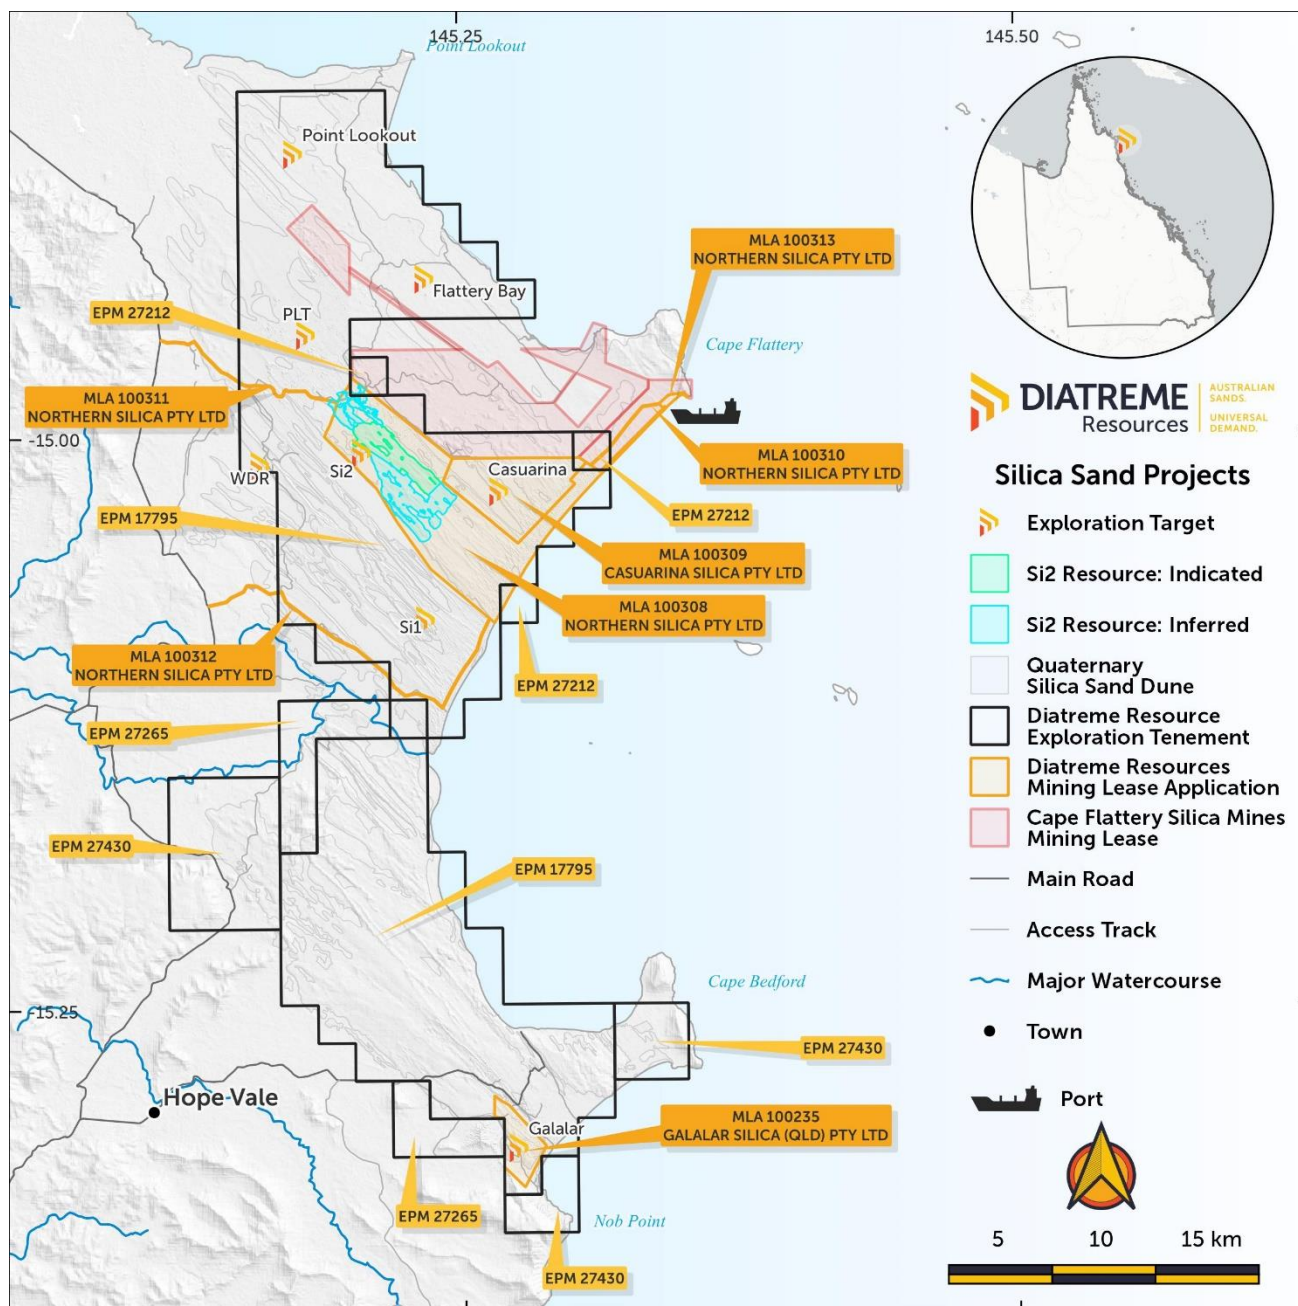 145.25
145.50
Point Lookout
Point Lookout
Flattery Bay
MLA 100313
NORTHERN SILICA PTY LTD
EPM 27212
PLT
Cape Flattery
MLA 100311
NORTHERN SILICA PTY LTD
-15.00
WDR
Si2
Casuarina
MLA 100310
NORTHERN SILICA PTY LTD
EPM 17795
EPM 27212
MLA 100309
CASUARINA SILICA PTY LTD
MLA 100308
NORTHERN SILICA PTY LTD
Si1
MLA 100312
NORTHERN SILICA PTY LTD
EPM 27212
EPM 27265
EPM 27430
EPM 17795
Cape Bedford
-15.25
EPM 27430
Hope Vale
MLA 100235
GALALAR SILICA (QLD) PTY LTD
Galalar
EPM 27265
Nob Point
EPM 27430
DIATREME
Resources
AUSTRALIAN
SANDS.
UNIVERSAL
DEMAND.
Silica Sand Projects
Exploration Target
Si2 Resource: Indicated
Si2 Resource: Inferred
Quaternary
Silica Sand Dune
Diatreme Resource
Exploration Tenement
Diatreme Resources
Mining Lease Application
Cape Flattery Silica Mines
Mining Lease
Main Road
Access Track
Major Watercourse
Town
Port
5 10 15 km